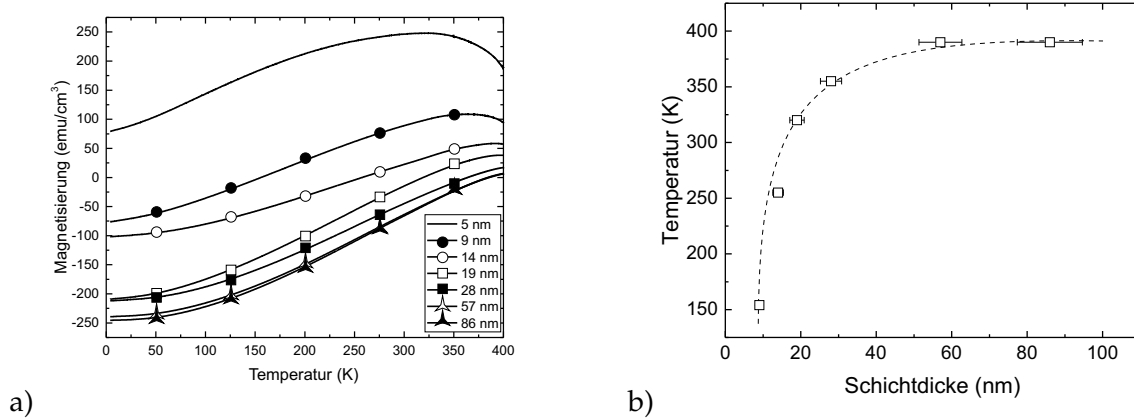 250
200
150
100
50
0
-50
-100
-150
-200
-250
Magnetisierung (emu/cm³)
5 nm
9 nm
14 nm
19 nm
28 nm
57 nm
86 nm
0 50 100 150 200 250 300 350 400
Temperatur (K)
a)
400
350
300
250
200
150
Temperatur (K)
0 20 40 60 80 100
Schichtdicke (nm)
b)